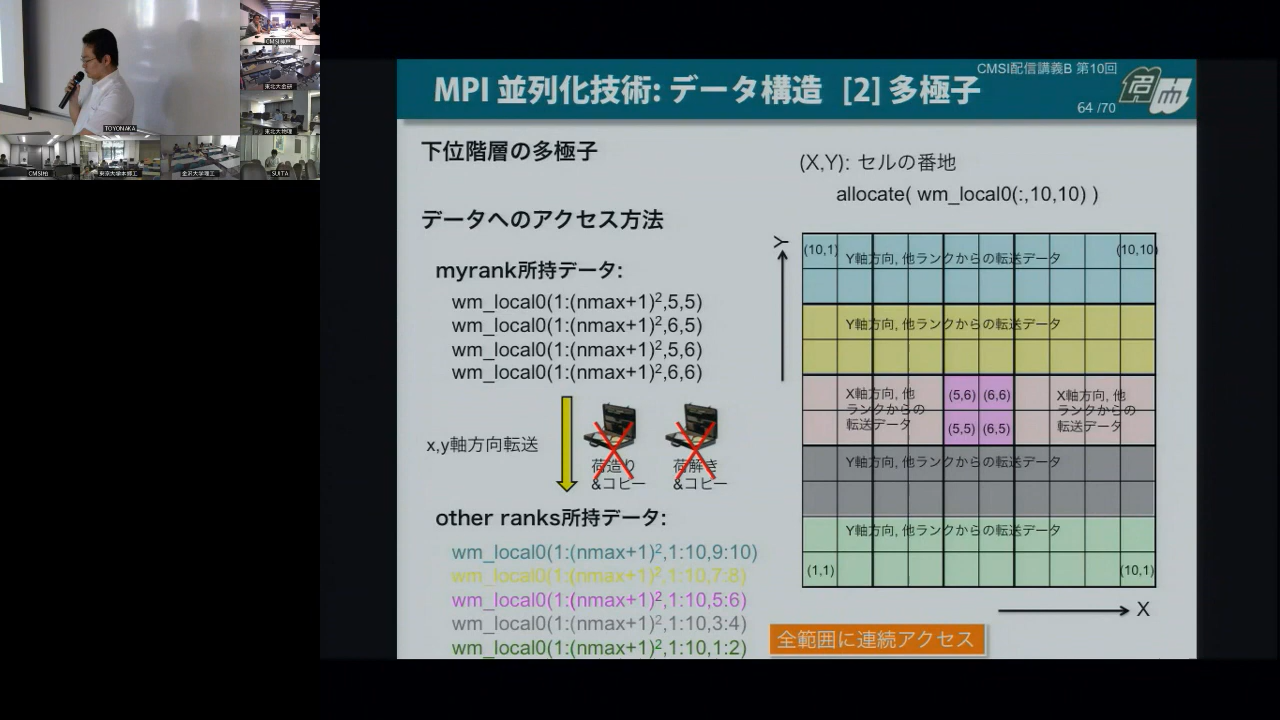 CMSI神戸
東北大金研
東北大物理
TOYONAKA
CMSI柏
東京大学本郷工
金沢大学理工
SUITA
CMSI配信講義B 第10回
MPI 並列化技術: データ構造 [2] 多極子
64 /70
下位階層の多極子
(X,Y): セルの番地
allocate( wm_local0(:,10,10) )
データへのアクセス方法
myrank所持データ:
wm_local0(1:(nmax+1)²,5,5)
wm_local0(1:(nmax+1)²,6,5)
wm_local0(1:(nmax+1)²,5,6)
wm_local0(1:(nmax+1)²,6,6)
x,y軸方向転送
荷造り
&コピー
荷解き
&コピー
other ranks所持データ:
wm_local0(1:(nmax+1)²,1:10,9:10)
wm_local0(1:(nmax+1)²,1:10,7:8)
wm_local0(1:(nmax+1)²,1:10,5:6)
wm_local0(1:(nmax+1)²,1:10,3:4)
wm_local0(1:(nmax+1)²,1:10,1:2)
Y
(10,1)
(10,10)
Y軸方向, 他ランクからの転送データ
Y軸方向, 他ランクからの転送データ
X軸方向, 他
ランクからの
転送データ
(5,6) (6,6)
(5,5) (6,5)
X軸方向, 他
ランクからの
転送データ
Y軸方向, 他ランクからの転送データ
Y軸方向, 他ランクからの転送データ
(1,1)
(10,1)
X
全範囲に連続アクセス